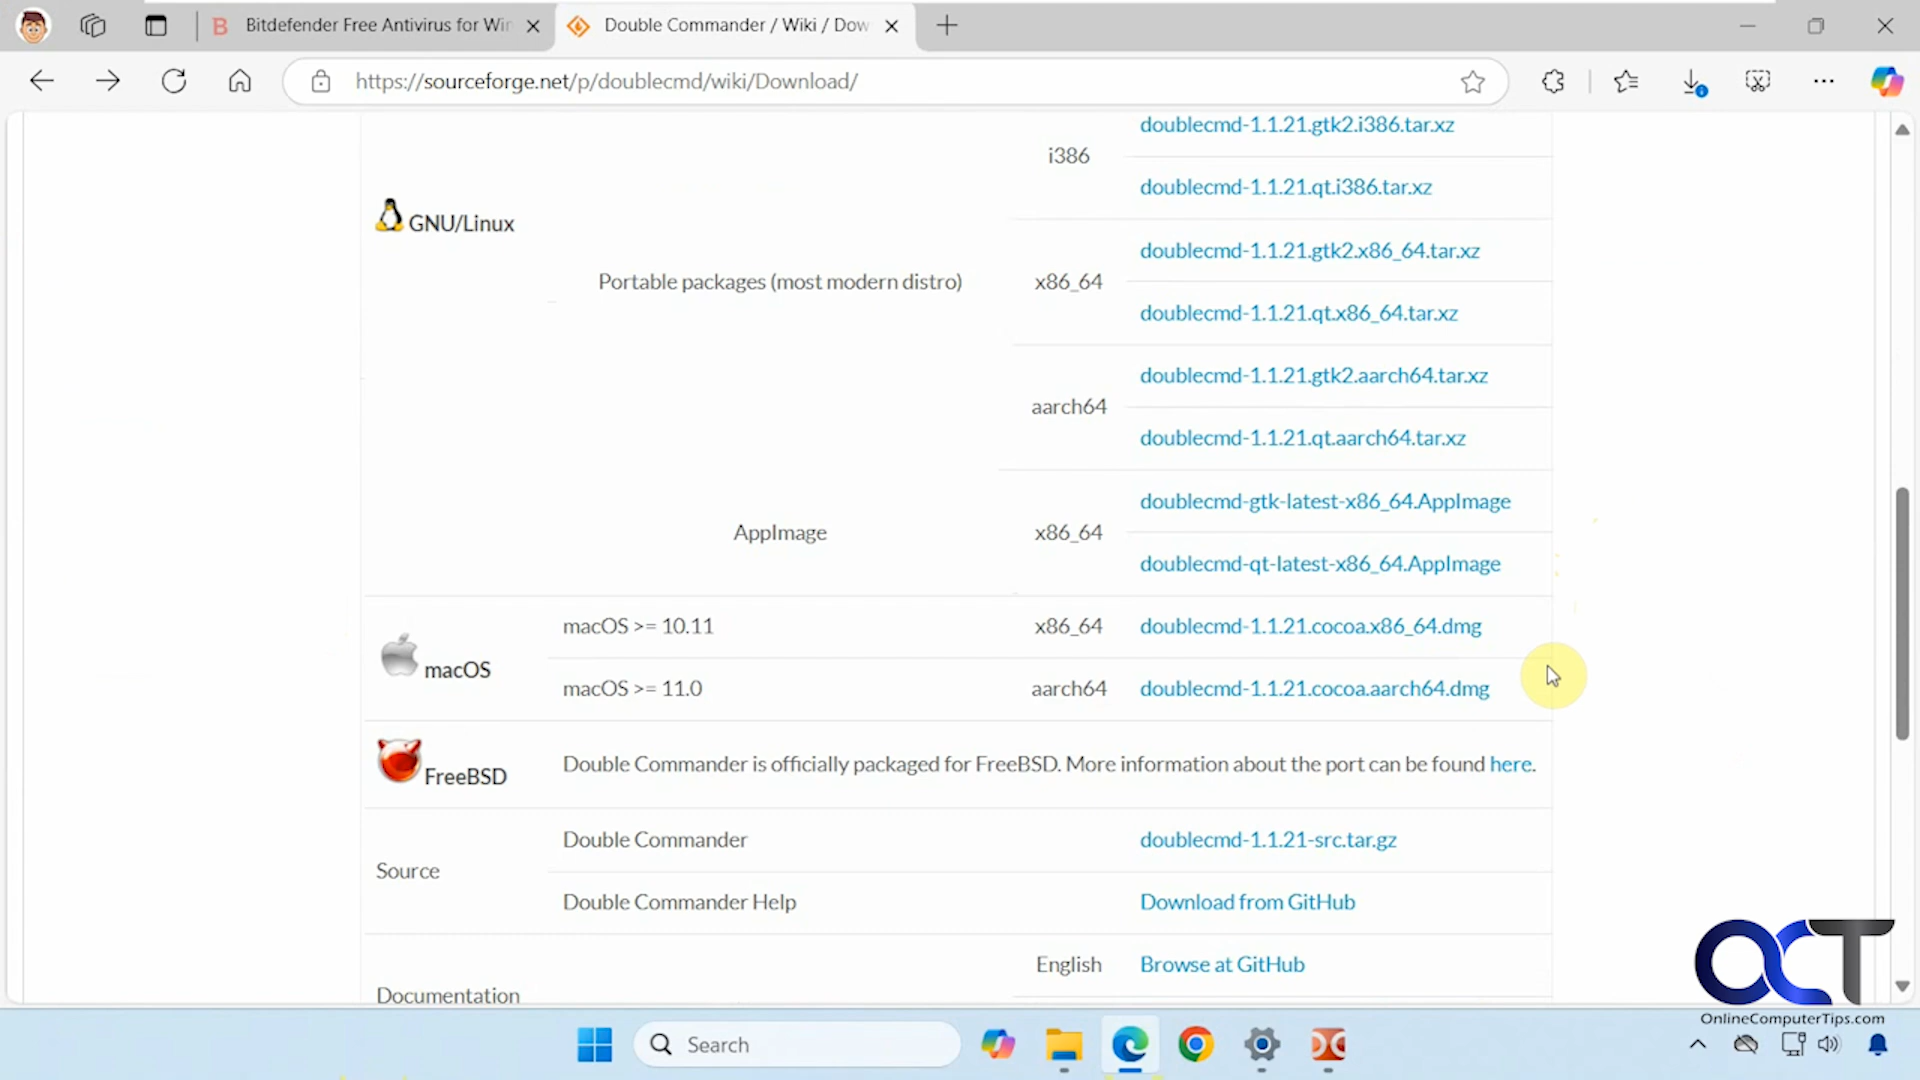 Bitdefender Free Antivirus for Win
Double Commander / Wiki / Dow
https://sourceforge.net/p/doublecmd/wiki/Download/
doublecmd-1.1.21.gtk2.i386.tar.xz
i386
doublecmd-1.1.21.qt.i386.tar.xz
GNU/Linux
doublecmd-1.1.21.gtk2.x86_64.tar.xz
Portable packages (most modern distro)
x86_64
doublecmd-1.1.21.qt.x86_64.tar.xz
doublecmd-1.1.21.gtk2.aarch64.tar.xz
aarch64
doublecmd-1.1.21.qt.aarch64.tar.xz
doublecmd-gtk-latest-x86_64.AppImage
AppImage
x86_64
doublecmd-qt-latest-x86_64.AppImage
macOS
macOS >= 10.11
x86_64
doublecmd-1.1.21.cocoa.x86_64.dmg
macOS >= 11.0
aarch64
doublecmd-1.1.21.cocoa.aarch64.dmg
FreeBSD
Double Commander is officially packaged for FreeBSD. More information about the port can be found here.
Source
Double Commander
doublecmd-1.1.21-src.tar.gz
Double Commander Help
Download from GitHub
English
Browse at GitHub
Documentation
OCT
OnlineComputerTips.com
Search